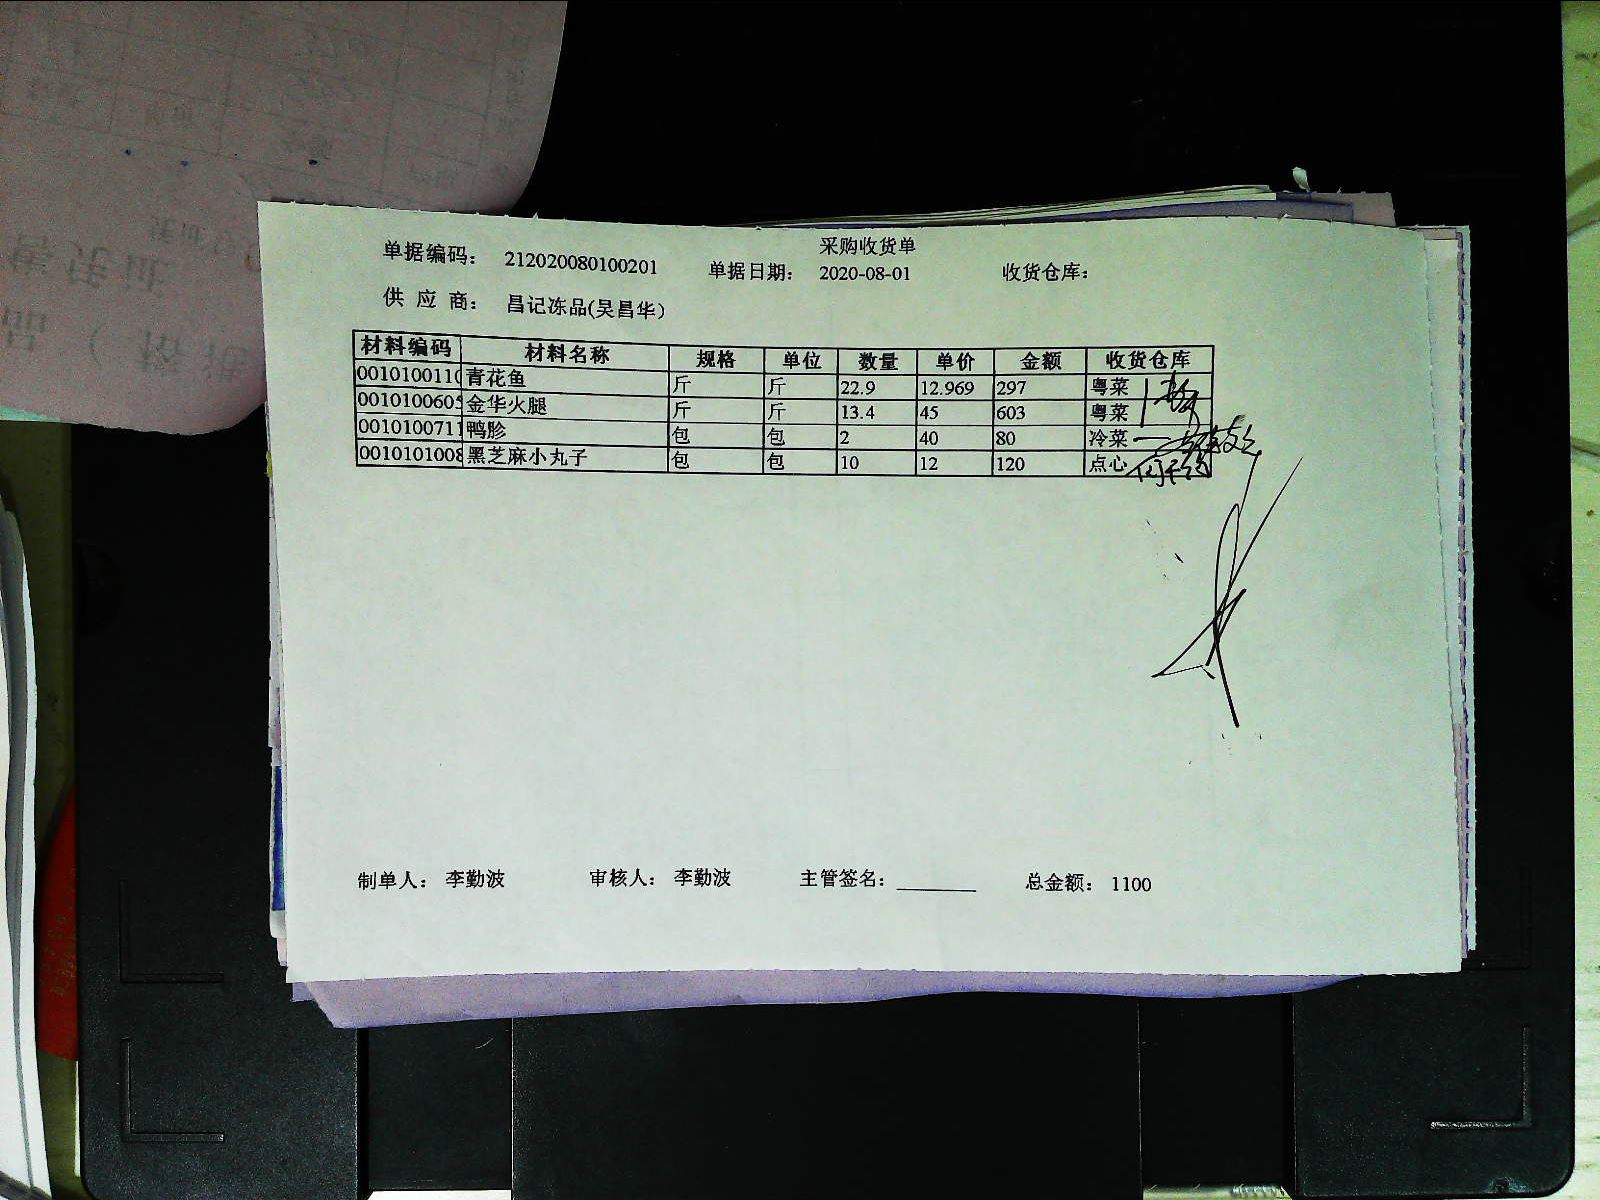 采购收货单
单据编码： 212020080100201 单据日期： 2020-08-01 收货仓库：
供 应 商： 昌记冻品(吴昌华)
材料编码 材料名称 规格 单位 数量 单价 金额 收货仓库
001010011 青花鱼 斤 斤 22.9 12.969 297 粤菜
001010060 金华火腿 斤 斤 13.4 45 603 粤菜
001010071 鸭胗 包 包 2 40 80 冷菜
001010100 黑芝麻小丸子 包 包 10 12 120 点心
制单人： 李勤波 审核人： 李勤波 主管签名： 总金额： 1100